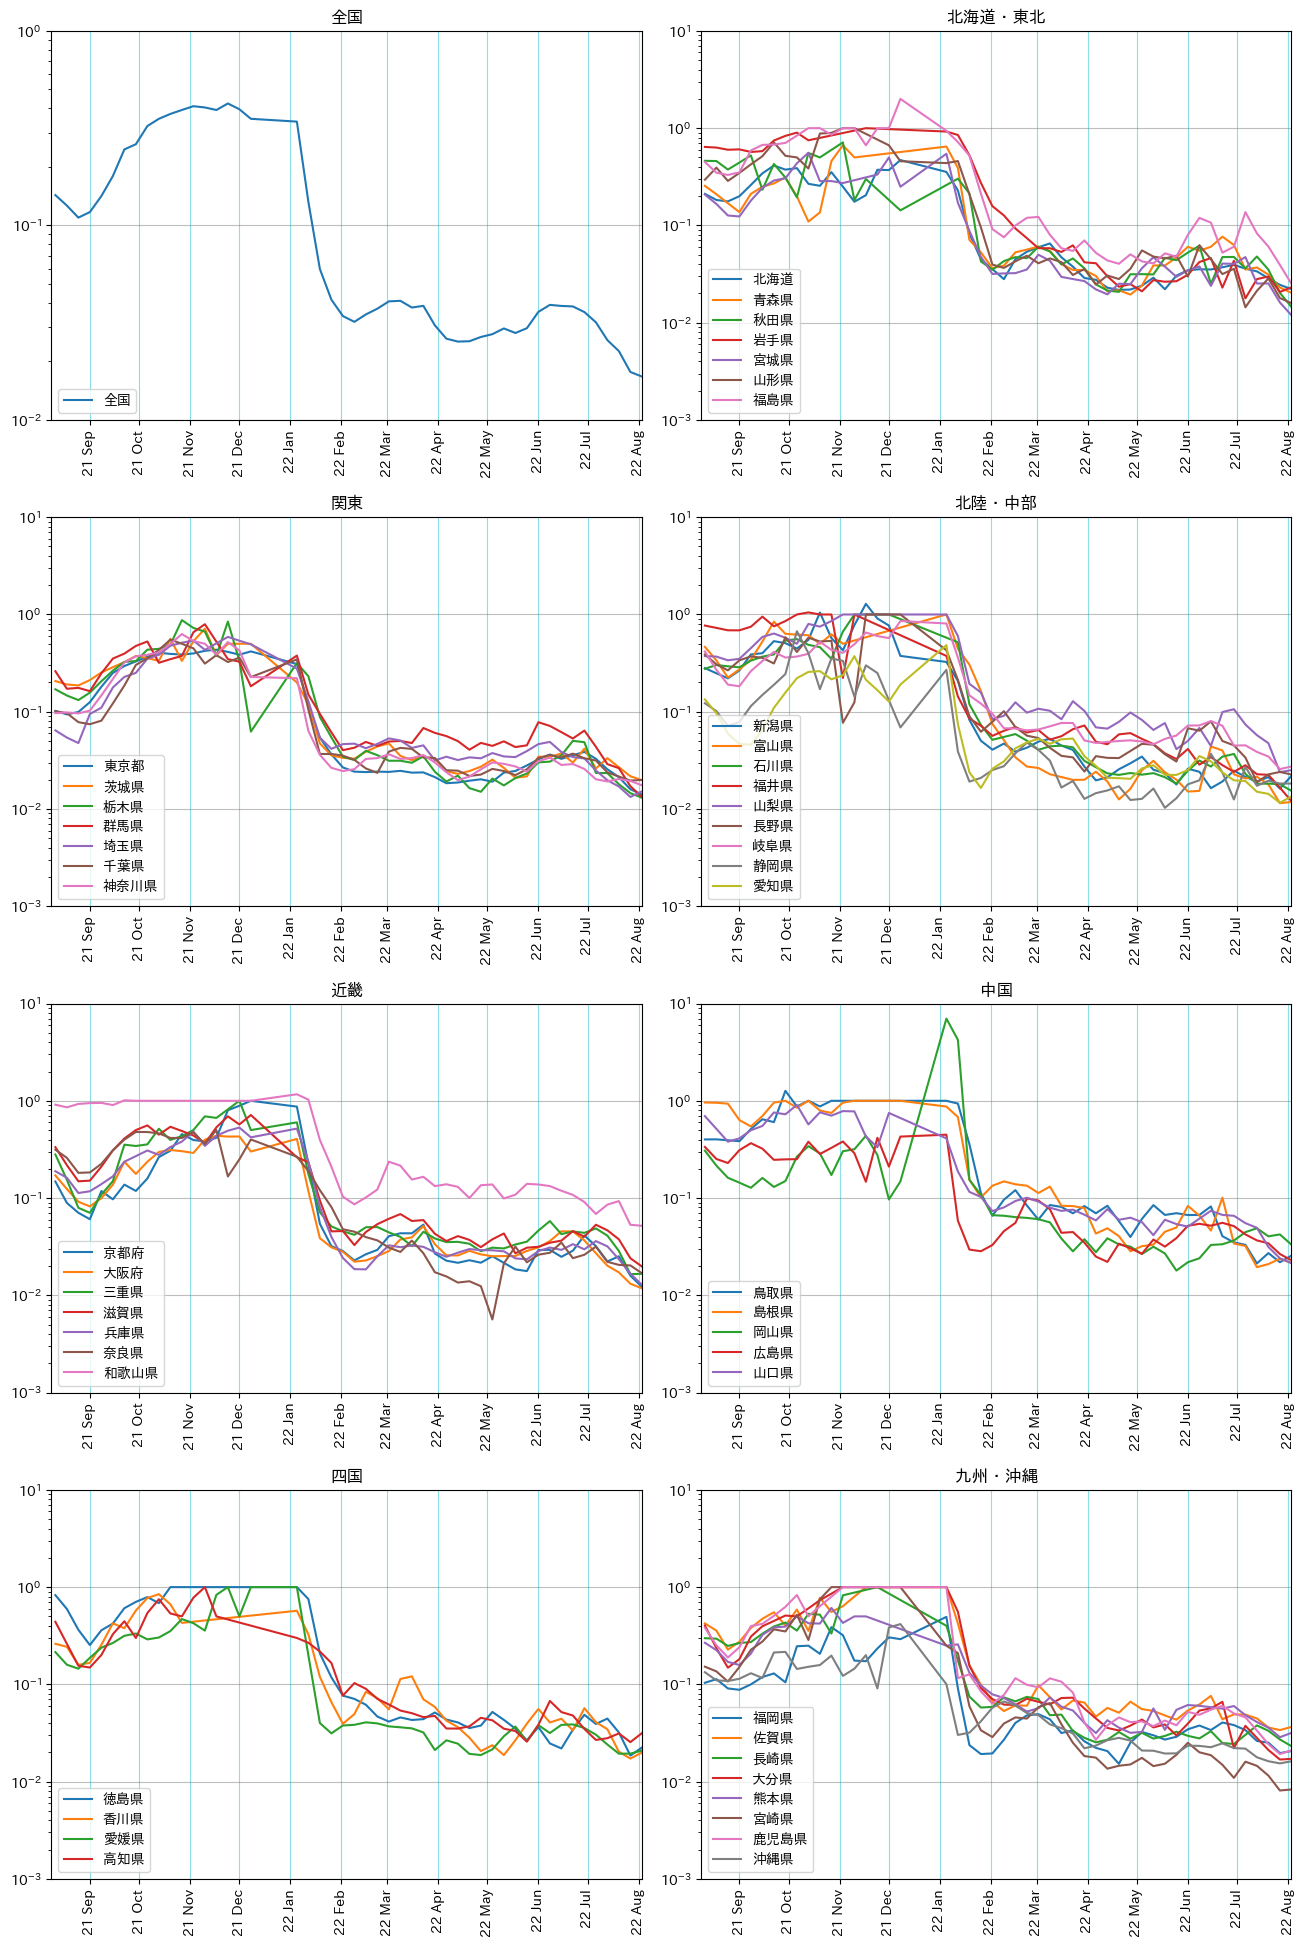 全国
10⁰
10⁻¹
10⁻²
全国
21 Sep
21 Oct
21 Nov
21 Dec
22 Jan
22 Feb
22 Mar
22 Apr
22 May
22 Jun
22 Jul
22 Aug
北海道・東北
10¹
10⁰
10⁻¹
10⁻²
10⁻³
北海道
青森県
秋田県
岩手県
宮城県
山形県
福島県
21 Sep
21 Oct
21 Nov
21 Dec
22 Jan
22 Feb
22 Mar
22 Apr
22 May
22 Jun
22 Jul
22 Aug
関東
10¹
10⁰
10⁻¹
10⁻²
10⁻³
東京都
茨城県
栃木県
群馬県
埼玉県
千葉県
神奈川県
21 Sep
21 Oct
21 Nov
21 Dec
22 Jan
22 Feb
22 Mar
22 Apr
22 May
22 Jun
22 Jul
22 Aug
北陸・中部
10¹
10⁰
10⁻¹
10⁻²
10⁻³
新潟県
富山県
石川県
福井県
山梨県
長野県
岐阜県
静岡県
愛知県
21 Sep
21 Oct
21 Nov
21 Dec
22 Jan
22 Feb
22 Mar
22 Apr
22 May
22 Jun
22 Jul
22 Aug
近畿
10¹
10⁰
10⁻¹
10⁻²
10⁻³
京都府
大阪府
三重県
滋賀県
兵庫県
奈良県
和歌山県
21 Sep
21 Oct
21 Nov
21 Dec
22 Jan
22 Feb
22 Mar
22 Apr
22 May
22 Jun
22 Jul
22 Aug
中国
10¹
10⁰
10⁻¹
10⁻²
10⁻³
鳥取県
島根県
岡山県
広島県
山口県
21 Sep
21 Oct
21 Nov
21 Dec
22 Jan
22 Feb
22 Mar
22 Apr
22 May
22 Jun
22 Jul
22 Aug
四国
10¹
10⁰
10⁻¹
10⁻²
10⁻³
徳島県
香川県
愛媛県
高知県
21 Sep
21 Oct
21 Nov
21 Dec
22 Jan
22 Feb
22 Mar
22 Apr
22 May
22 Jun
22 Jul
22 Aug
九州・沖縄
10¹
10⁰
10⁻¹
10⁻²
10⁻³
福岡県
佐賀県
長崎県
大分県
熊本県
宮崎県
鹿児島県
沖縄県
21 Sep
21 Oct
21 Nov
21 Dec
22 Jan
22 Feb
22 Mar
22 Apr
22 May
22 Jun
22 Jul
22 Aug